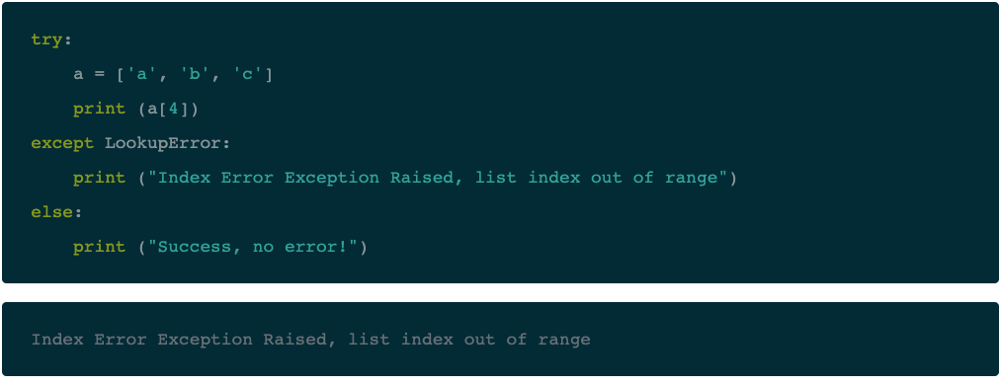 try:
    a = ['a', 'b', 'c']
    print (a[4])
except LookupError:
    print ("Index Error Exception Raised, list index out of range")
else:
    print ("Success, no error!")
Index Error Exception Raised, list index out of range